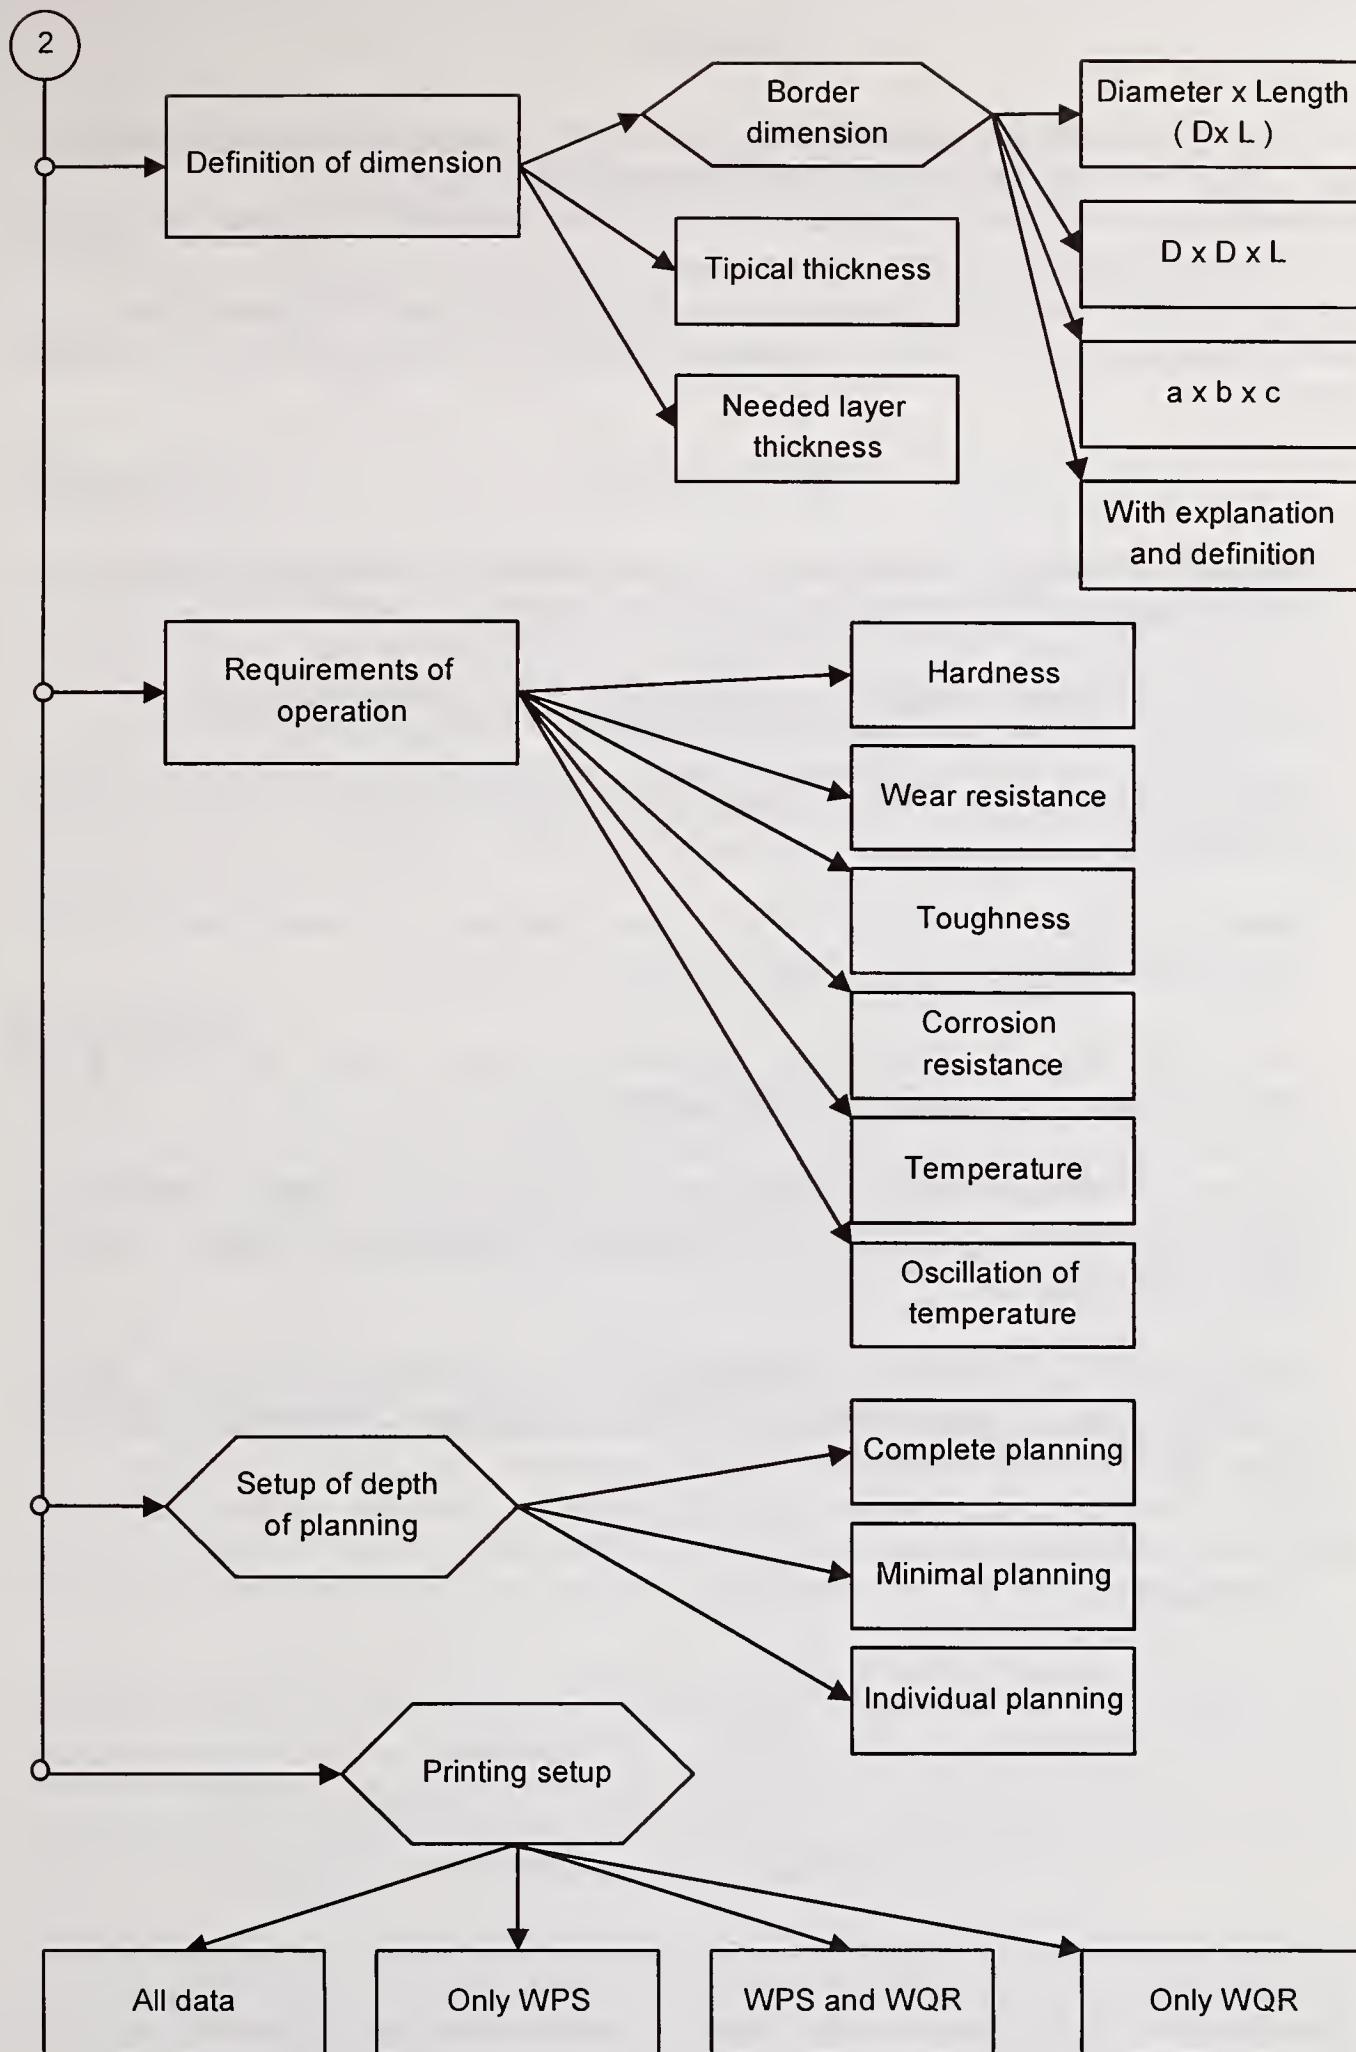 2
Definition of dimension
Border
dimension
Diameter x Length
( Dx L )
Tipical thickness
D x D x L
Needed layer
thickness
a x b x c
With explanation
and definition
Requirements of
operation
Hardness
Wear resistance
Toughness
Corrosion
resistance
Temperature
Oscillation of
temperature
Setup of depth
of planning
Complete planning
Minimal planning
Individual planning
Printing setup
All data
Only WPS
WPS and WQR
Only WQR